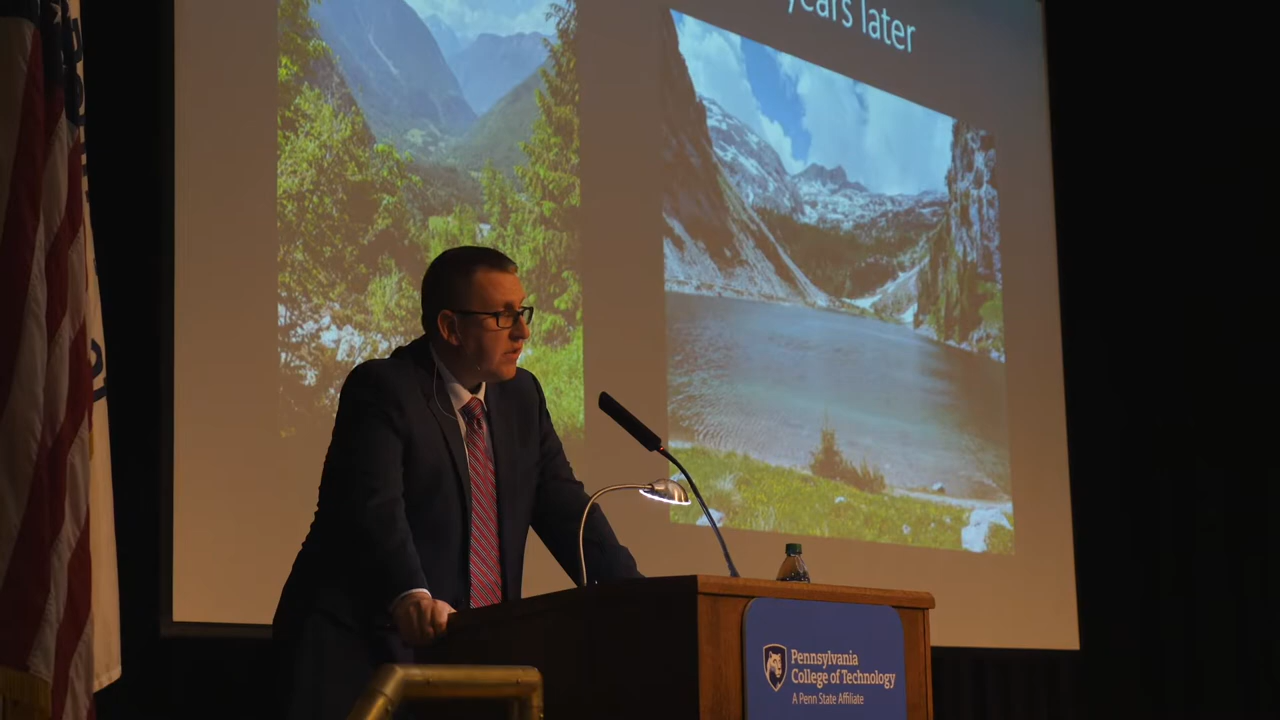 years later
Pennsylvania
College of Technology
A Penn State Affiliate